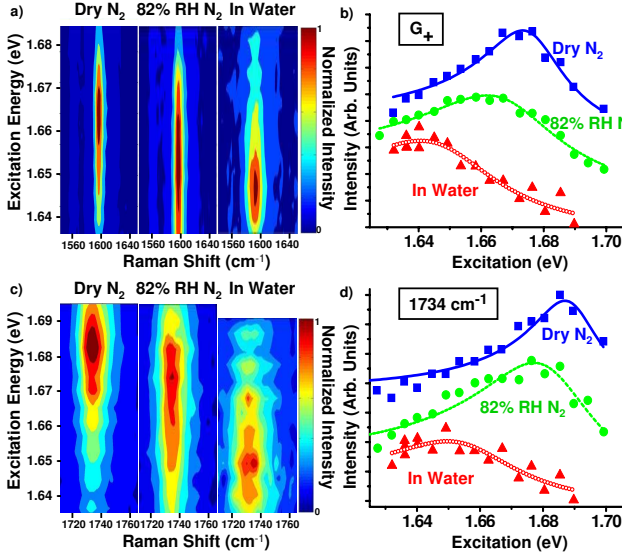 a) Dry N2 82% RH N2 In Water
Excitation Energy (eV)
1.68
1.66
1.64
1560 1600 1640 1560 1600 1640 1560 1600 1640
Raman Shift (cm-1)
1
Normalized Intensity
0
b) G+
Dry N2
82% RH N
In Water
Intensity (Arb. Units)
1.64 1.66 1.68 1.70
Excitation (eV)
c) Dry N2 82% RH N2 In Water
Excitation Energy (eV)
1.69
1.68
1.67
1.66
1.65
1.64
1720 1740 1760 1720 1740 1760 1720 1740 1760
Raman Shift (cm-1)
1
Normalized Intensity
0
d) 1734 cm-1
Dry N2
82% RH N2
In Water
Intensity (Arb. Units)
1.64 1.66 1.68 1.70
Excitation (eV)